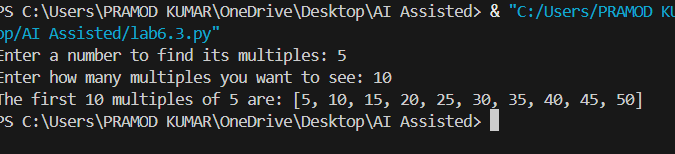 PS C:\Users\PRAMOD KUMAR\OneDrive\Desktop\AI Assisted> & "C:/Users/PRAMOD KU
op/AI Assisted/lab6.3.py"
Enter a number to find its multiples: 5
Enter how many multiples you want to see: 10
The first 10 multiples of 5 are: [5, 10, 15, 20, 25, 30, 35, 40, 45, 50]
PS C:\Users\PRAMOD KUMAR\OneDrive\Desktop\AI Assisted>